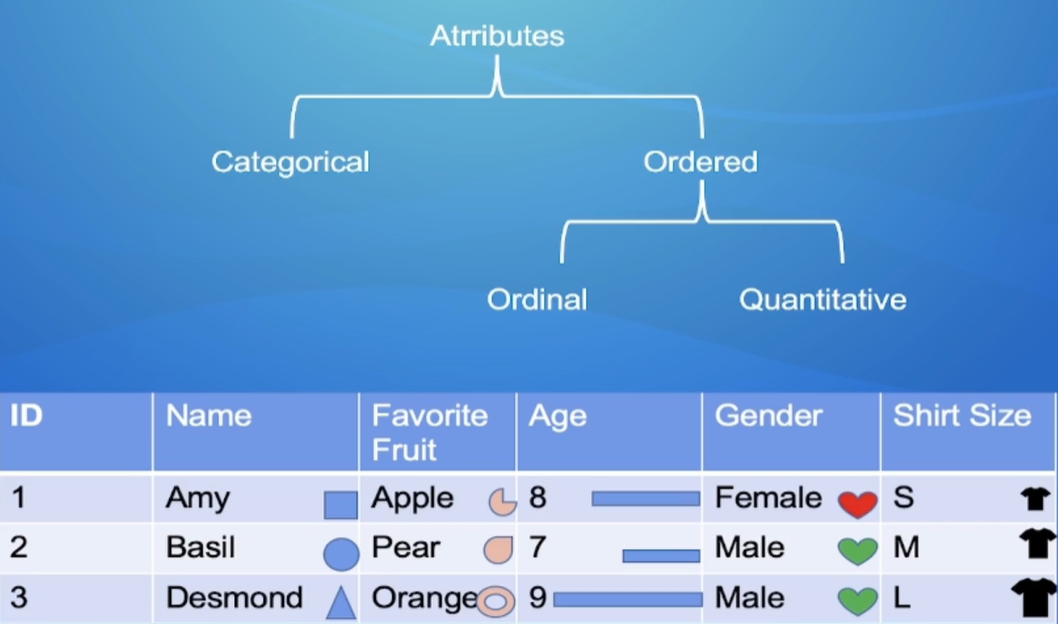 Atrributes
Categorical
Ordered
Ordinal
Quantitative
ID Name Favorite Fruit Age Gender Shirt Size
1 Amy Apple 8 Female S
2 Basil Pear 7 Male M
3 Desmond Orange 9 Male L